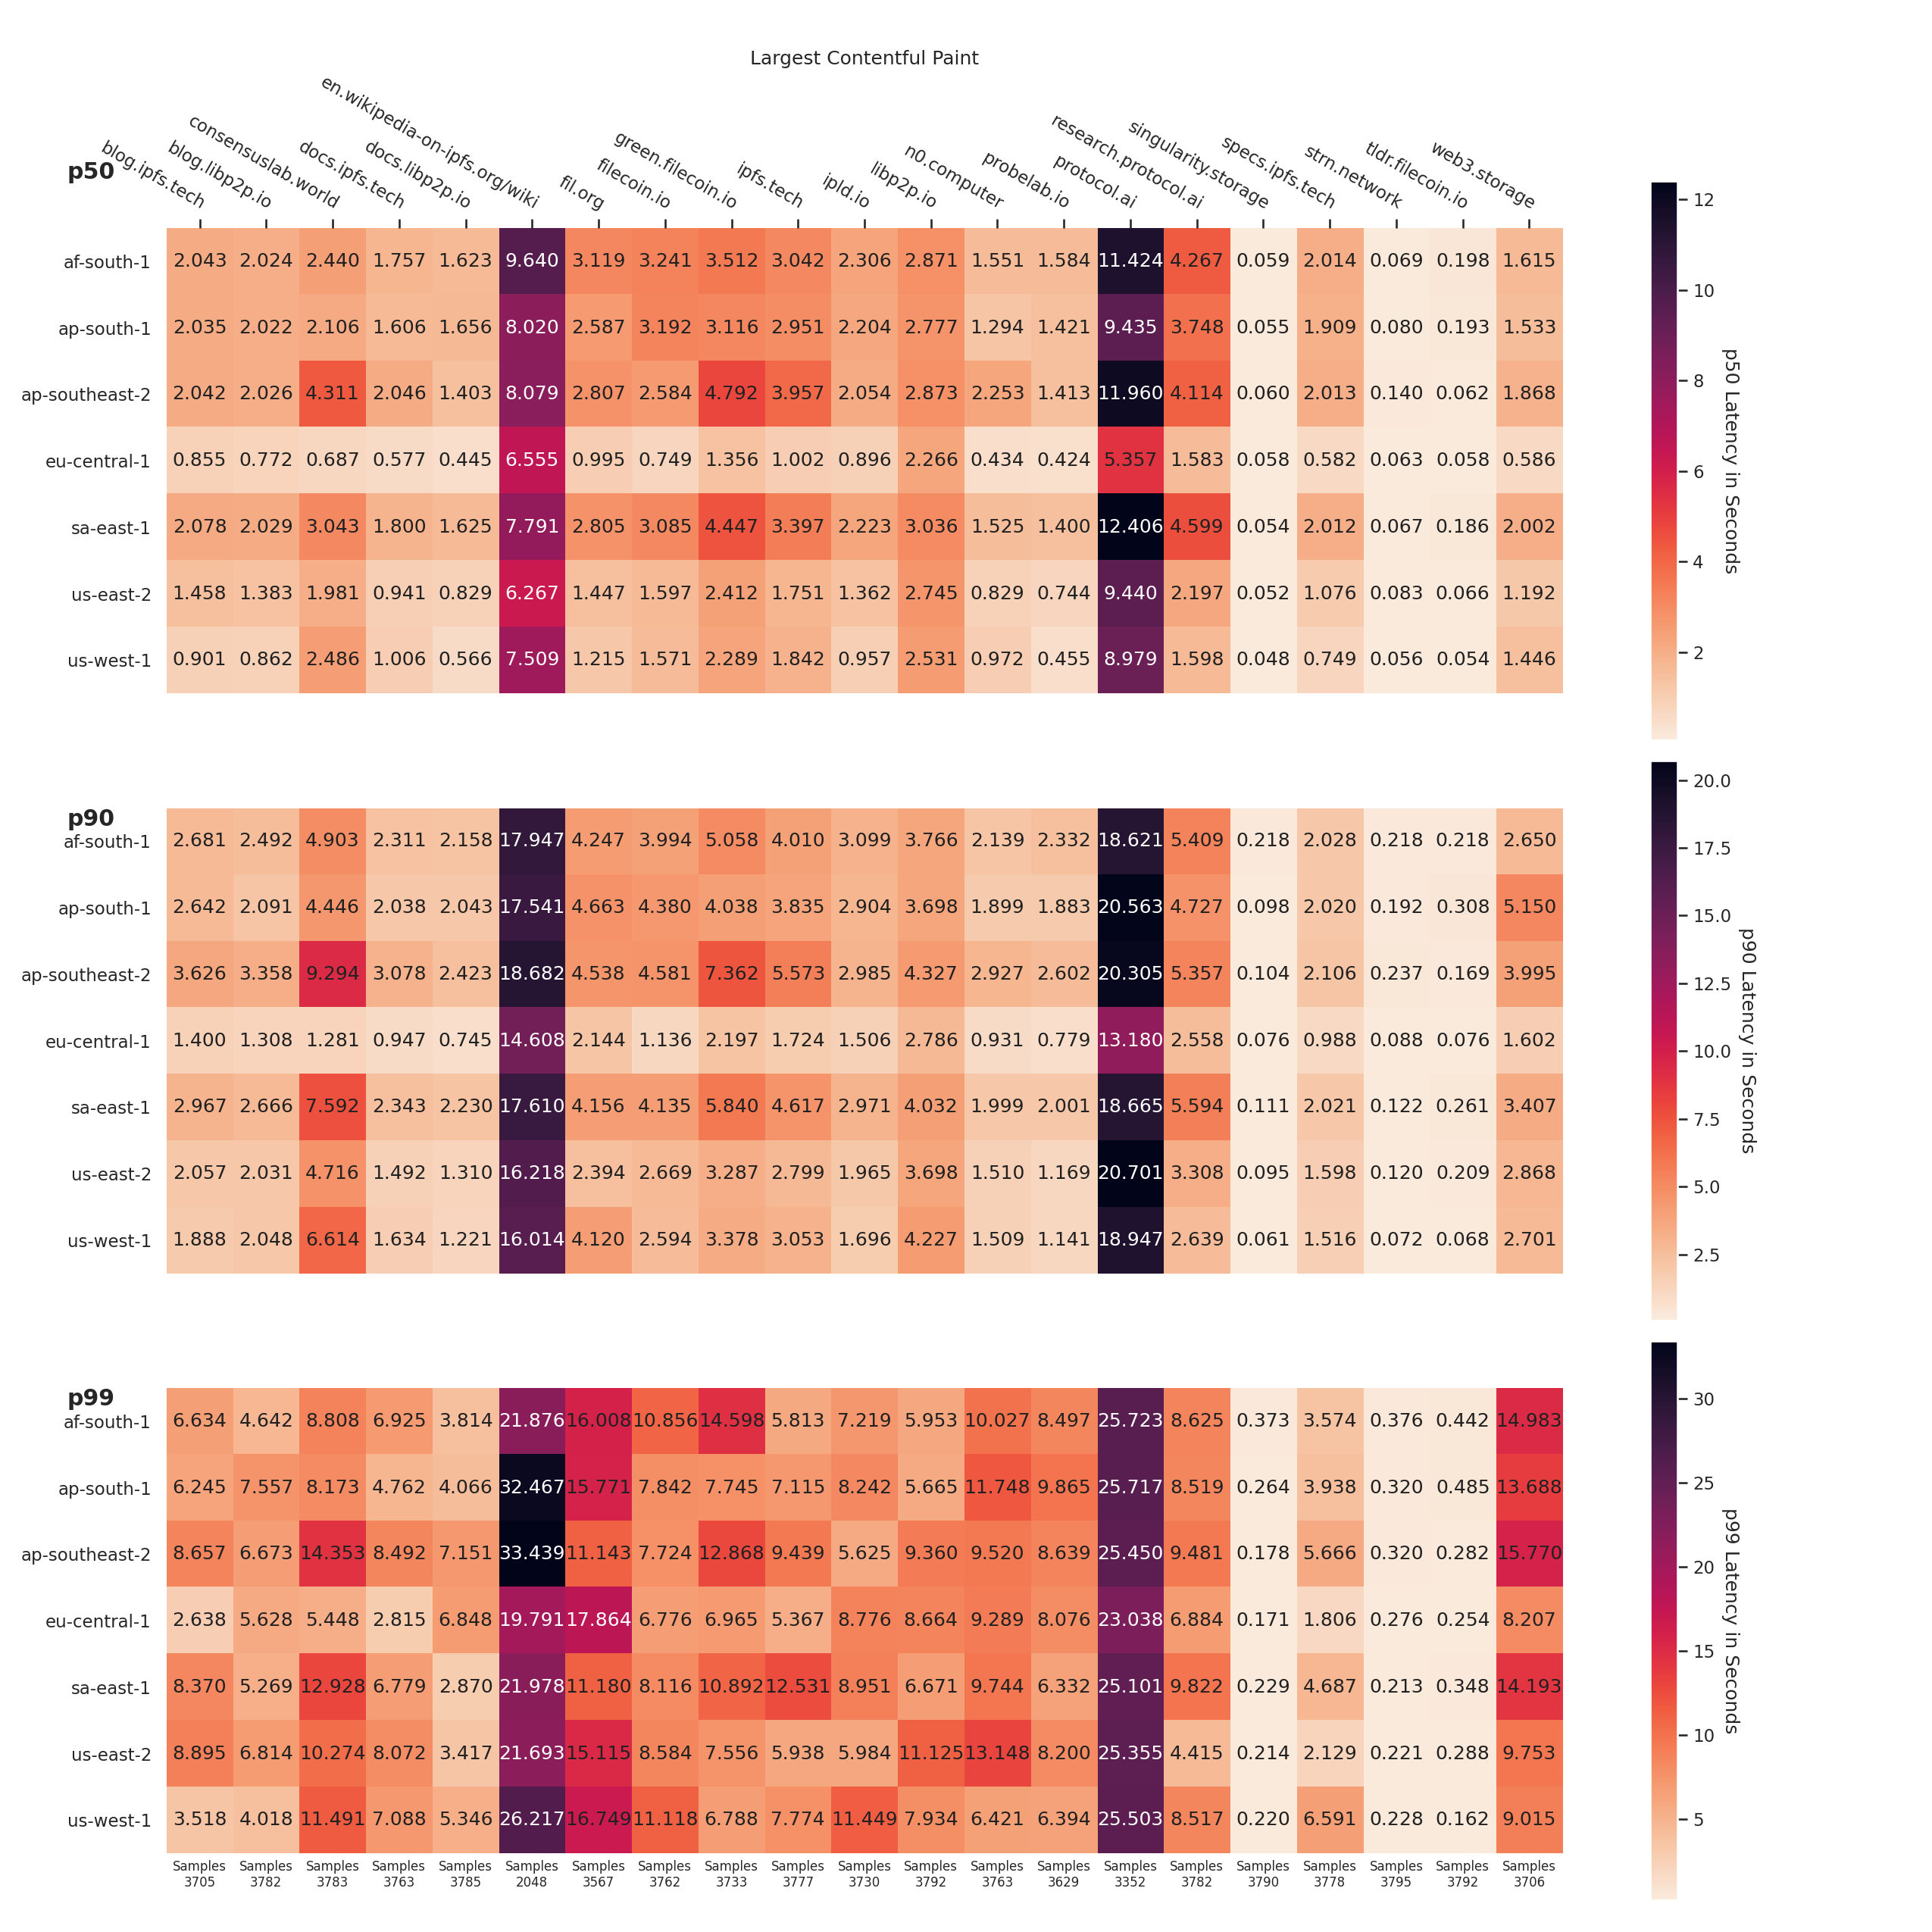 Largest Contentful Paint
p50
blog.ipfs.tech
blog.libp2p.io
consensuslab.world
docs.ipfs.tech
docs.libp2p.io
en.wikipedia-on-ipfs.org/wiki
fil.org
filecoin.io
green.filecoin.io
ipfs.tech
ipld.io
libp2p.io
n0.computer
probelab.io
protocol.ai
research.protocol.ai
singularity.storage
specs.ipfs.tech
strn.network
tldr.filecoin.io
web3.storage
af-south-1 2.043 2.024 2.440 1.757 1.623 9.640 3.119 3.241 3.512 3.042 2.306 2.871 1.551 1.584 11.424 4.267 0.059 2.014 0.069 0.198 1.615
ap-south-1 2.035 2.022 2.106 1.606 1.656 8.020 2.587 3.192 3.116 2.951 2.204 2.777 1.294 1.421 9.435 3.748 0.055 1.909 0.080 0.193 1.533
ap-southeast-2 2.042 2.026 4.311 2.046 1.403 8.079 2.807 2.584 4.792 3.957 2.054 2.873 2.253 1.413 11.960 4.114 0.060 2.013 0.140 0.062 1.868
eu-central-1 0.855 0.772 0.687 0.577 0.445 6.555 0.995 0.749 1.356 1.002 0.896 2.266 0.434 0.424 5.357 1.583 0.058 0.582 0.063 0.058 0.586
sa-east-1 2.078 2.029 3.043 1.800 1.625 7.791 2.805 3.085 4.447 3.397 2.223 3.036 1.525 1.400 12.406 4.599 0.054 2.012 0.067 0.186 2.002
us-east-2 1.458 1.383 1.981 0.941 0.829 6.267 1.447 1.597 2.412 1.751 1.362 2.745 0.829 0.744 9.440 2.197 0.052 1.076 0.083 0.066 1.192
us-west-1 0.901 0.862 2.486 1.006 0.566 7.509 1.215 1.571 2.289 1.842 0.957 2.531 0.972 0.455 8.979 1.598 0.048 0.749 0.056 0.054 1.446
12
10
8
6
4
2
p50 Latency in Seconds
p90
af-south-1 2.681 2.492 4.903 2.311 2.158 17.947 4.247 3.994 5.058 4.010 3.099 3.766 2.139 2.332 18.621 5.409 0.218 2.028 0.218 0.218 2.650
ap-south-1 2.642 2.091 4.446 2.038 2.043 17.541 4.663 4.380 4.038 3.835 2.904 3.698 1.899 1.883 20.563 4.727 0.098 2.020 0.192 0.308 5.150
ap-southeast-2 3.626 3.358 9.294 3.078 2.423 18.682 4.538 4.581 7.362 5.573 2.985 4.327 2.927 2.602 20.305 5.357 0.104 2.106 0.237 0.169 3.995
eu-central-1 1.400 1.308 1.281 0.947 0.745 14.608 2.144 1.136 2.197 1.724 1.506 2.786 0.931 0.779 13.180 2.558 0.076 0.988 0.088 0.076 1.602
sa-east-1 2.967 2.666 7.592 2.343 2.230 17.610 4.156 4.135 5.840 4.617 2.971 4.032 1.999 2.001 18.665 5.594 0.111 2.021 0.122 0.261 3.407
us-east-2 2.057 2.031 4.716 1.492 1.310 16.218 2.394 2.669 3.287 2.799 1.965 3.698 1.510 1.169 20.701 3.308 0.095 1.598 0.120 0.209 2.868
us-west-1 1.888 2.048 6.614 1.634 1.221 16.014 4.120 2.594 3.378 3.053 1.696 4.227 1.509 1.141 18.947 2.639 0.061 1.516 0.072 0.068 2.701
20.0
17.5
15.0
12.5
10.0
7.5
5.0
2.5
p90 Latency in Seconds
p99
af-south-1 6.634 4.642 8.808 6.925 3.814 21.876 16.008 10.856 14.598 5.813 7.219 5.953 10.027 8.497 25.723 8.625 0.373 3.574 0.376 0.442 14.983
ap-south-1 6.245 7.557 8.173 4.762 4.066 32.467 15.771 7.842 7.745 7.115 8.242 5.665 11.748 9.865 25.717 8.519 0.264 3.938 0.320 0.485 13.688
ap-southeast-2 8.657 6.673 14.353 8.492 7.151 33.439 11.143 7.724 12.868 9.439 5.625 9.360 9.520 8.639 25.450 9.481 0.178 5.666 0.320 0.282 15.770
eu-central-1 2.638 5.628 5.448 2.815 6.848 19.791 17.864 6.776 6.965 5.367 8.776 8.664 9.289 8.076 23.038 6.884 0.171 1.806 0.276 0.254 8.207
sa-east-1 8.370 5.269 12.928 6.779 2.870 21.978 11.180 8.116 10.892 12.531 8.951 6.671 9.744 6.332 25.101 9.822 0.229 4.687 0.213 0.348 14.193
us-east-2 8.895 6.814 10.274 8.072 3.417 21.693 15.115 8.584 7.556 5.938 5.984 11.125 13.148 8.200 25.355 4.415 0.214 2.129 0.221 0.288 9.753
us-west-1 3.518 4.018 11.491 7.088 5.346 26.217 16.749 11.118 6.788 7.774 11.449 7.934 6.421 6.394 25.503 8.517 0.220 6.591 0.228 0.162 9.015
Samples Samples Samples Samples Samples Samples Samples Samples Samples Samples Samples Samples Samples Samples Samples Samples Samples Samples Samples Samples Samples
3705 3782 3783 3763 3785 2048 3567 3762 3733 3777 3730 3792 3763 3629 3352 3782 3790 3778 3795 3792 3706
30
25
20
15
10
5
p99 Latency in Seconds